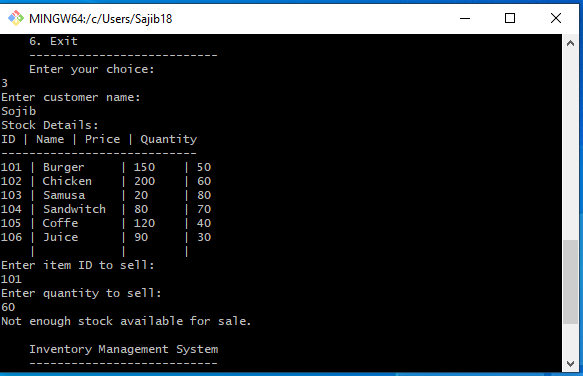 MINGW64:/c/Users/Sajib18
6. Exit
---------------------------
Enter your choice:
3
Enter customer name:
Sojib
Stock Details:
ID | Name | Price | Quantity
----------------------------
101 | Burger | 150 | 50
102 | Chicken | 200 | 60
103 | Samusa | 20 | 80
104 | Sandwitch | 80 | 70
105 | Coffe | 120 | 40
106 | Juice | 90 | 30
| | |
Enter item ID to sell:
101
Enter quantity to sell:
60
Not enough stock available for sale.
Inventory Management System
---------------------------